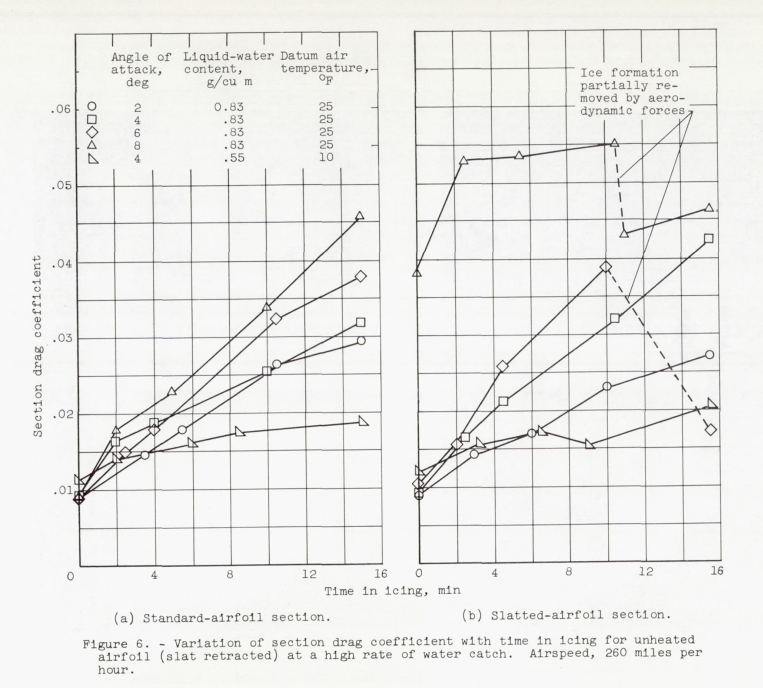 Angle of Liquid-water Datum air
attack, content, temperature,
deg g/cu m °F
2 0.83 25
4 .83 25
6 .83 25
8 .83 25
4 .55 10
Ice formation
partially re-
moved by aero-
dynamic forces
.06
.05
.04
.03
.02
.01
Section drag coefficient
0 4 8 12 16 0 4 8 12 16
Time in icing, min
(a) Standard-airfoil section. (b) Slatted-airfoil section.
Figure 6. - Variation of section drag coefficient with time in icing for unheated
airfoil (slat retracted) at a high rate of water catch. Airspeed, 260 miles per
hour.